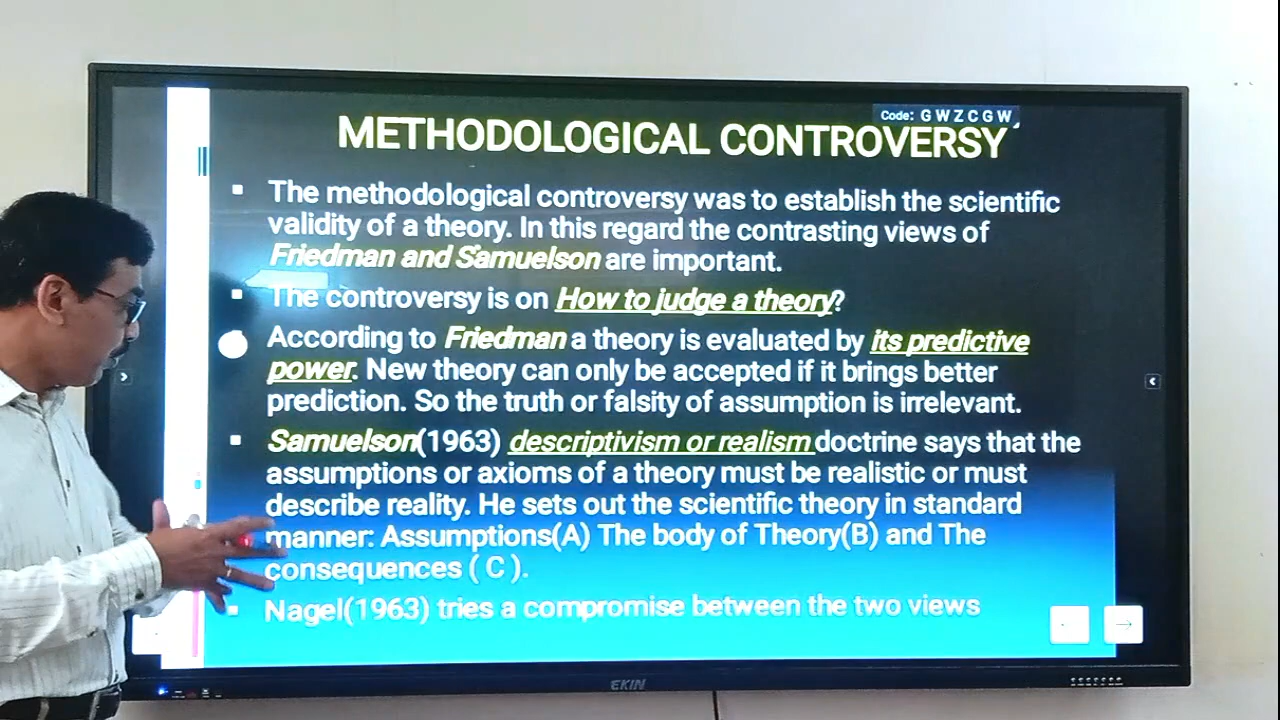 Code: G W Z C G W
METHODOLOGICAL CONTROVERSY
▪ The methodological controversy was to establish the scientific
validity of a theory. In this regard the contrasting views of
Friedman and Samuelson are important.
▪ The controversy is on How to judge a theory?
According to Friedman a theory is evaluated by its predictive
power. New theory can only be accepted if it brings better
prediction. So the truth or falsity of assumption is irrelevant.
▪ Samuelson(1963) descriptivism or realism doctrine says that the
assumptions or axioms of a theory must be realistic or must
describe reality. He sets out the scientific theory in standard
manner: Assumptions(A) The body of Theory(B) and The
consequences ( C ).
▪ Nagel(1963) tries a compromise between the two views
EKIN